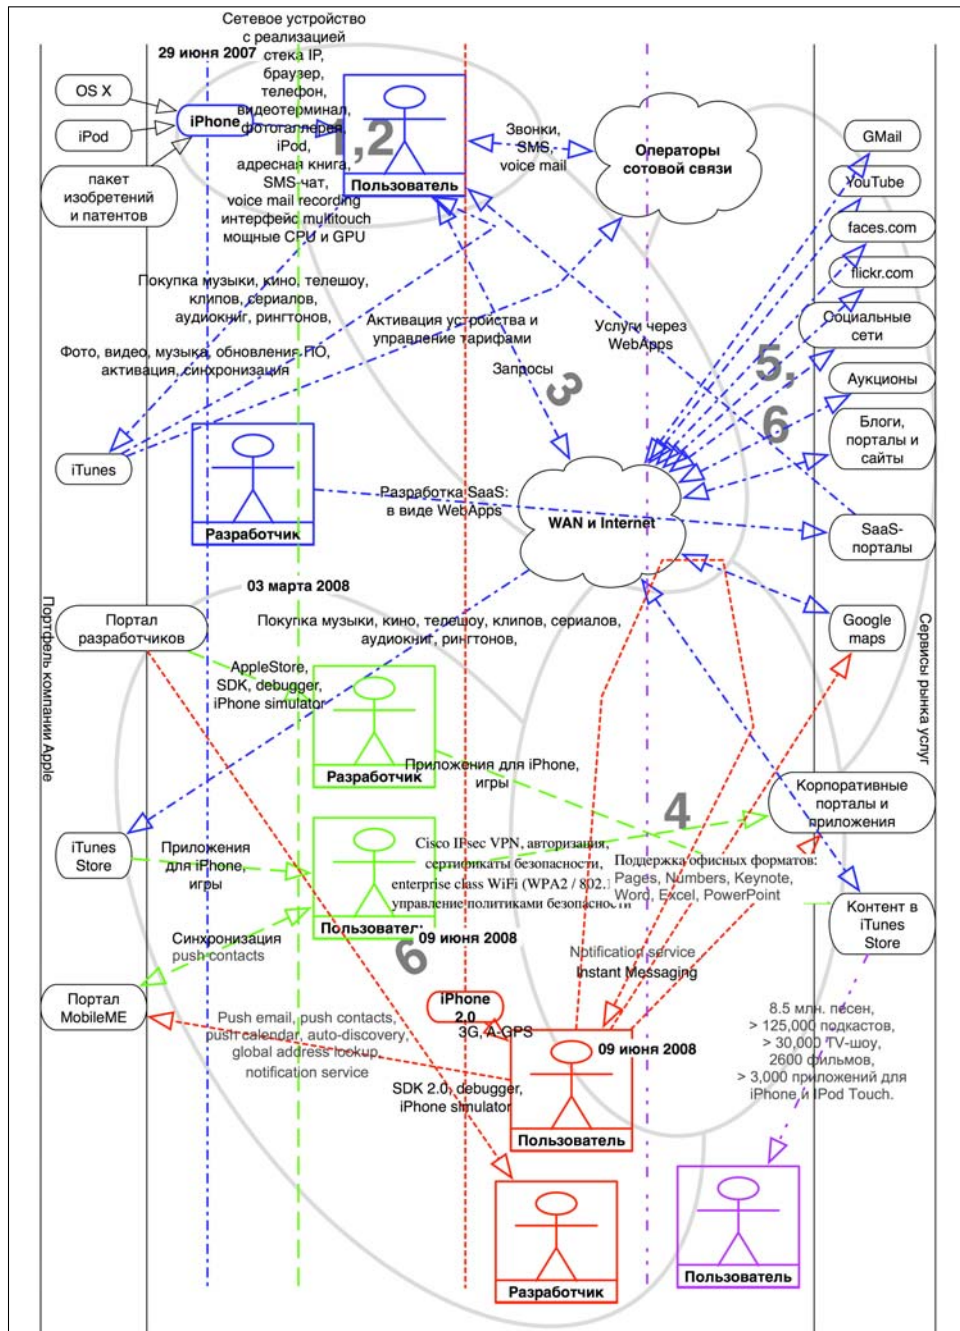 Сетевое устройство
с реализацией
стека IP,
браузер,
телефон,
видеотерминал,
фотогаллерея,
iPod,
адресная книга,
SMS-чат,
voice mail recording
интерфейс multitouch
мощные CPU и GPU
29 июня 2007
OS X
iPod
пакет
изобретений
и патентов
iPhone
1,2
Пользователь
Звонки,
SMS,
voice mail
Операторы
сотовой связи
GMail
YouTube
faces.com
flickr.com
Социальные
сети
Аукционы
Блоги,
порталы и
сайты
SaaS-
порталы
Google
maps
Покупка музыки, кино, телешоу,
клипов, сериалов,
аудиокниг, рингтонов,
Активация устройства и
управление тарифами
Услуги через
WebApps
Фото, видео, музыка, обновления ПО,
активация, синхронизация
Запросы
3
5,
6
iTunes
Разработчик
Разработка SaaS:
в виде WebApps
WAN и Internet
03 марта 2008
Портфель компании Apple
Сервисы рынка услуг
Портал
разработчиков
Покупка музыки, кино, телешоу, клипов, сериалов,
аудиокниг, рингтонов,
AppleStore,
SDK, debugger,
iPhone simulator
Разработчик
Приложения для iPhone,
игры
4
Корпоративные
порталы и
приложения
iTunes
Store
Приложения
для iPhone,
игры
Cisco IPsec VPN, авторизация,
сертификаты безопасности,
enterprise class WiFi (WPA2 / 802.1
управление политиками безопасности
Поддержка офисных форматов:
Pages, Numbers, Keynote,
Word, Excel, PowerPoint
Контент в
iTunes
Store
Пользователь
09 июня 2008
6
Синхронизация
push contacts
Notification service
Instant Messaging
Портал
MobileME
iPhone
2,0
3G, A-GPS
Push email, push contacts,
push calendar, auto-discovery,
global address lookup,
notification service
09 июня 2008
8.5 млн. песен,
> 125,000 подкастов,
> 30,000 TV-шоу,
2600 фильмов,
> 3,000 приложений для
iPhone и IPod Touch.
SDK 2.0, debugger,
iPhone simulator
Пользователь
Разработчик
Пользователь